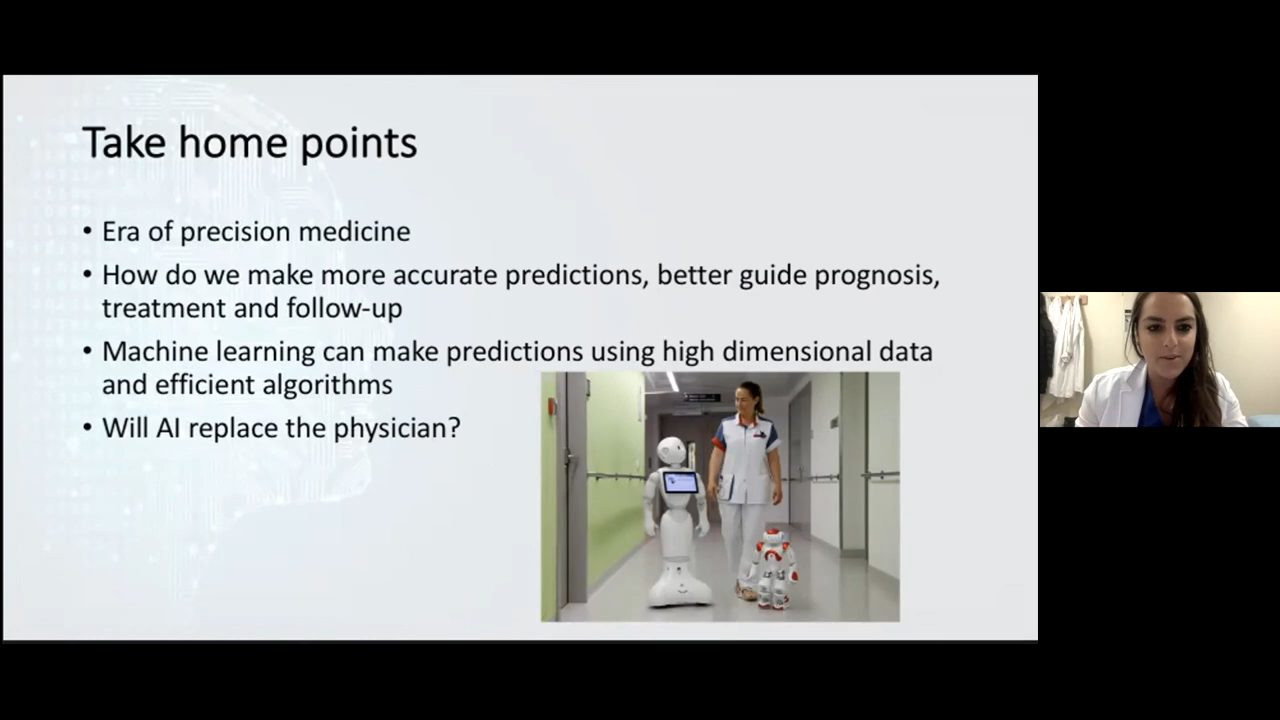 Take home points
• Era of precision medicine
• How do we make more accurate predictions, better guide prognosis,
treatment and follow-up
• Machine learning can make predictions using high dimensional data
and efficient algorithms
• Will AI replace the physician?